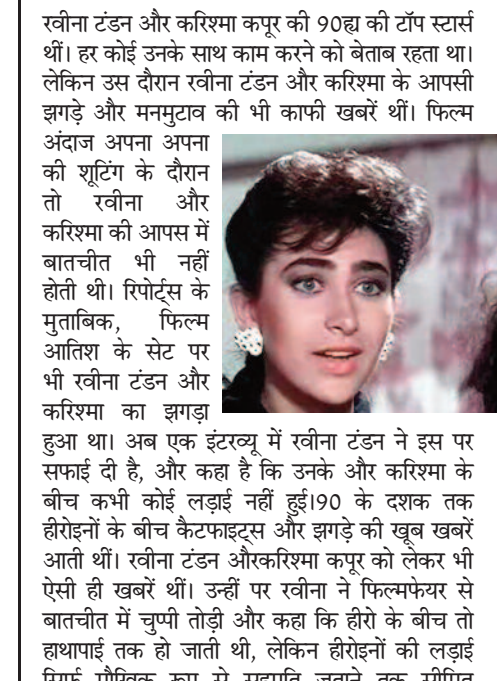 रवीना टंडन और करिश्मा कपूर की 90ह्य की टॉप स्टार्स
थीं। हर कोई उनके साथ काम करने को बेताब रहता था।
लेकिन उस दौरान रवीना टंडन और करिश्मा के आपसी
झगड़े और मनमुटाव की भी काफी खबरें थीं। फिल्म
अंदाज अपना अपना
की शूटिंग के दौरान
तो रवीना और
करिश्मा की आपस में
बातचीत भी नहीं
होती थी। रिपोर्ट्स के
मुताबिक, फिल्म
आतिश के सेट पर
भी रवीना टंडन और
करिश्मा का झगड़ा
हुआ था। अब एक इंटरव्यू में रवीना टंडन ने इस पर
सफाई दी है, और कहा है कि उनके और करिश्मा के
बीच कभी कोई लड़ाई नहीं हुई।90 के दशक तक
हीरोइनों के बीच कैटफाइट्स और झगड़े की खूब खबरें
आती थीं। रवीना टंडन औरकरिश्मा कपूर को लेकर भी
ऐसी ही खबरें थीं। उन्हीं पर रवीना ने फिल्मफेयर से
बातचीत में चुप्पी तोड़ी और कहा कि हीरो के बीच तो
हाथापाई तक हो जाती थी, लेकिन हीरोइनों की लड़ाई
सिर्फ मौखिक रूप से सहमति जताने तक सीमित